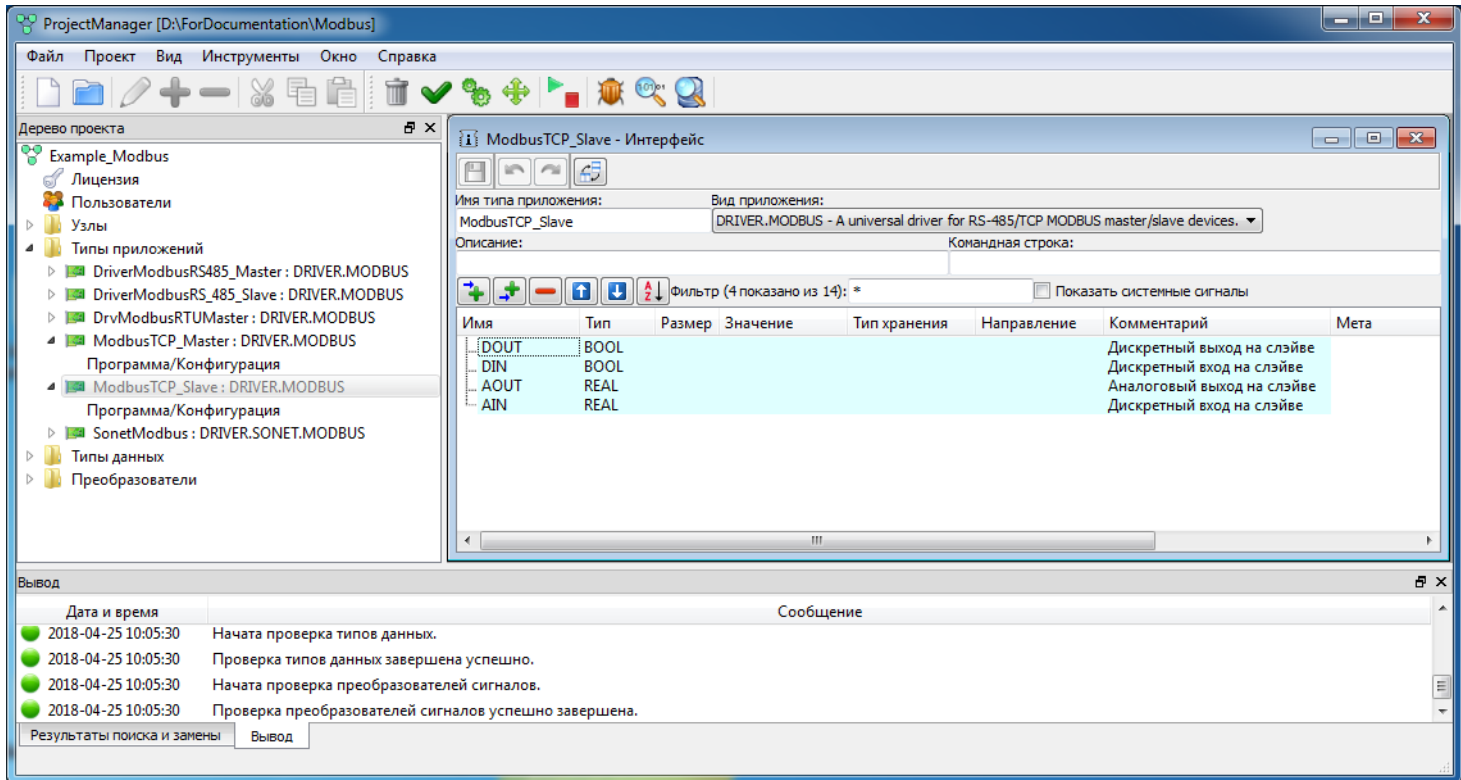 ProjectManager [D:\ForDocumentation\Modbus]
Файл Проект Вид Инструменты Окно Справка
Дерево проекта
Example_Modbus
Лицензия
Пользователи
Узлы
Типы приложений
DriverModbusRS485_Master : DRIVER.MODBUS
DriverModbusRS_485_Slave : DRIVER.MODBUS
DrvModbusRTUMaster : DRIVER.MODBUS
ModbusTCP_Master : DRIVER.MODBUS
Программа/Конфигурация
ModbusTCP_Slave : DRIVER.MODBUS
Программа/Конфигурация
SonetModbus : DRIVER.SONET.MODBUS
Типы данных
Преобразователи
ModbusTCP_Slave - Интерфейс
Имя типа приложения: Вид приложения:
ModbusTCP_Slave DRIVER.MODBUS - A universal driver for RS-485/TCP MODBUS master/slave devices.
Описание: Командная строка:
Фильтр (4 показано из 14): * Показать системные сигналы
Имя Тип Размер Значение Тип хранения Направление Комментарий Мета
DOUT BOOL Дискретный выход на слэйве
DIN BOOL Дискретный вход на слэйве
AOUT REAL Аналоговый выход на слэйве
AIN REAL Дискретный вход на слэйве
Вывод
Дата и время Сообщение
2018-04-25 10:05:30 Начата проверка типов данных.
2018-04-25 10:05:30 Проверка типов данных завершена успешно.
2018-04-25 10:05:30 Начата проверка преобразователей сигналов.
2018-04-25 10:05:30 Проверка преобразователей сигналов успешно завершена.
Результаты поиска и замены Вывод